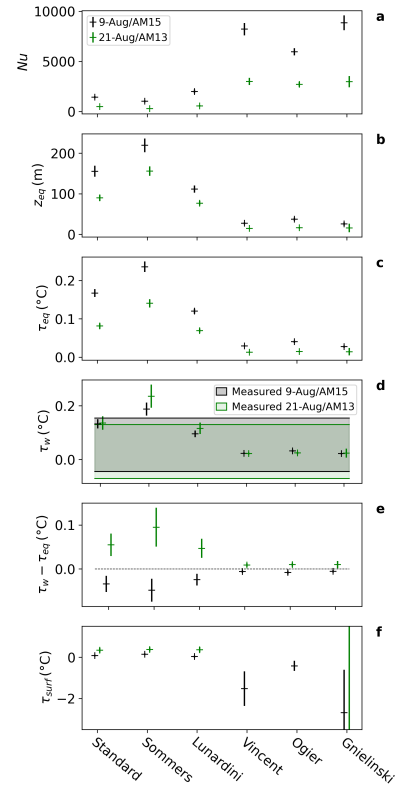 a
10000
5000
0
Nu
9-Aug/AM15
21-Aug/AM13
b
200
100
0
z_eq (m)
c
0.2
0.1
0.0
τ_eq (°C)
d
0.2
0.0
τ_w (°C)
Measured 9-Aug/AM15
Measured 21-Aug/AM13
e
0.1
0.0
τ_w − τ_eq (°C)
f
0
−2
τ_surf (°C)
Standard
Sommers
Lunardini
Vincent
Ogier
Gnielinski